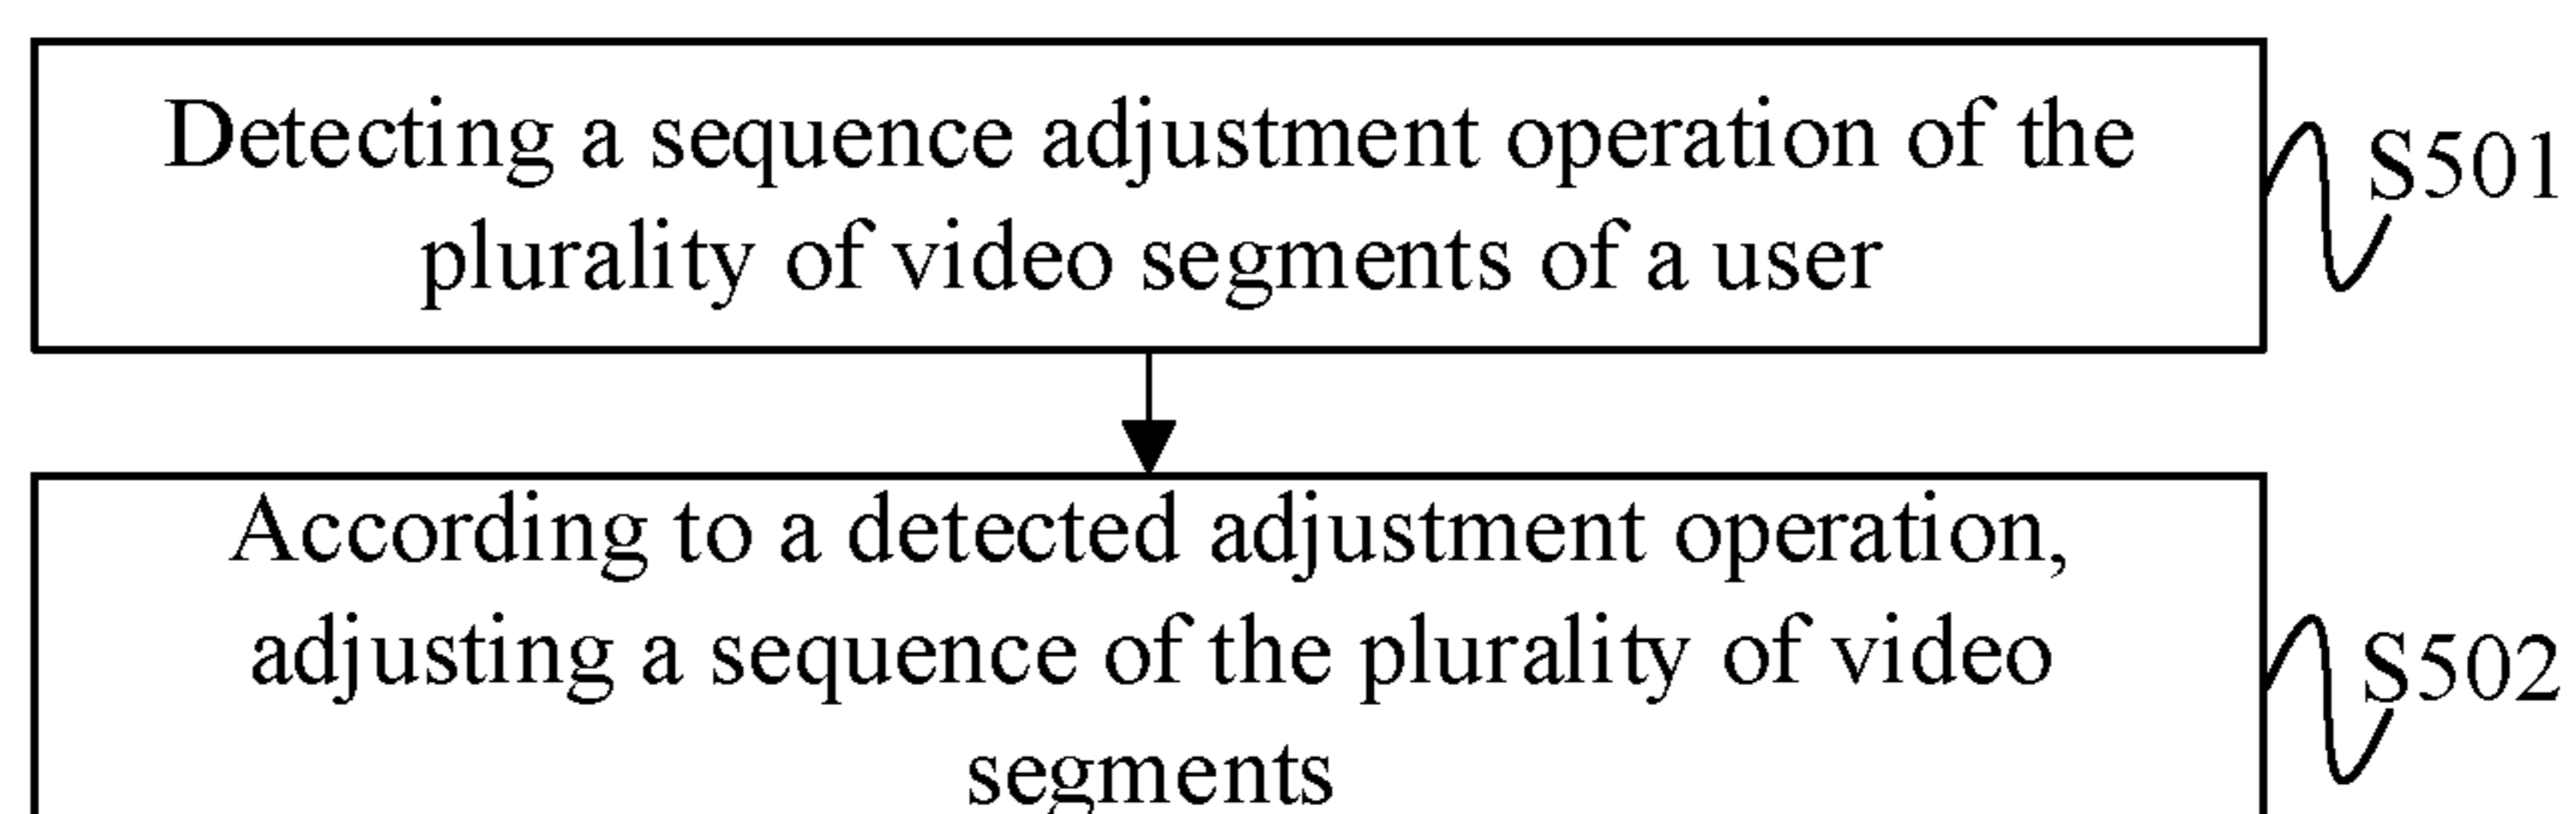 Detecting a sequence adjustment operation of the
plurality of video segments of a user
S501
According to a detected adjustment operation,
adjusting a sequence of the plurality of video
segments
S502